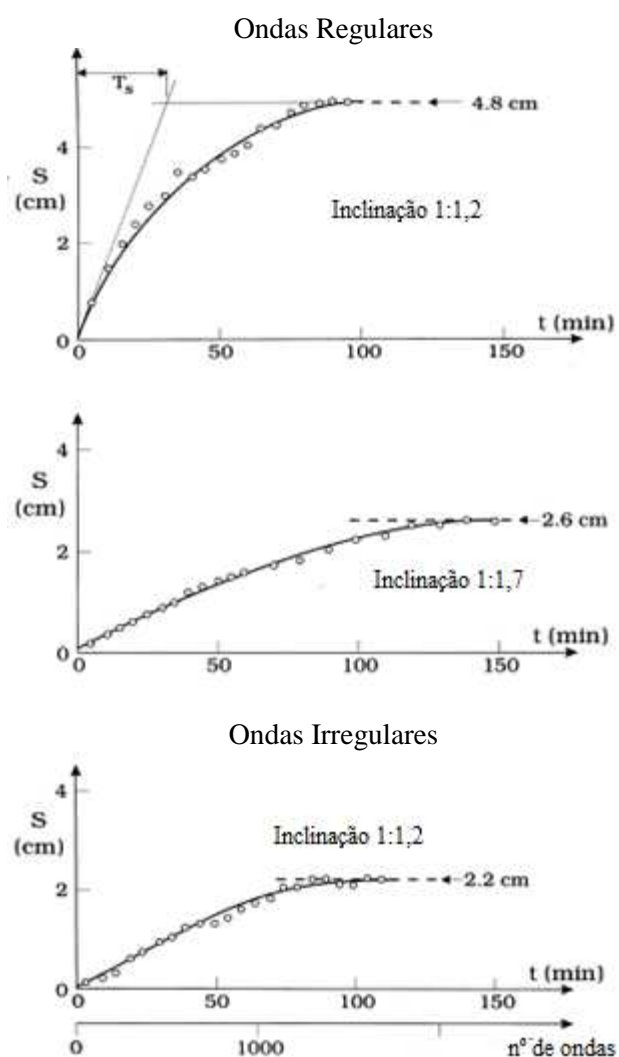 Ondas Regulares
Ts
4.8 cm
4
S
(cm)
Inclinação 1:1,2
2
t (min)
0
0
50
100
150
4
S
(cm)
2.6 cm
2
Inclinação 1:1,7
t (min)
0
0
50
100
150
Ondas Irregulares
4
S
(cm)
Inclinação 1:1,2
2.2 cm
2
t (min)
0
0
50
100
150
0
1000
nº de ondas